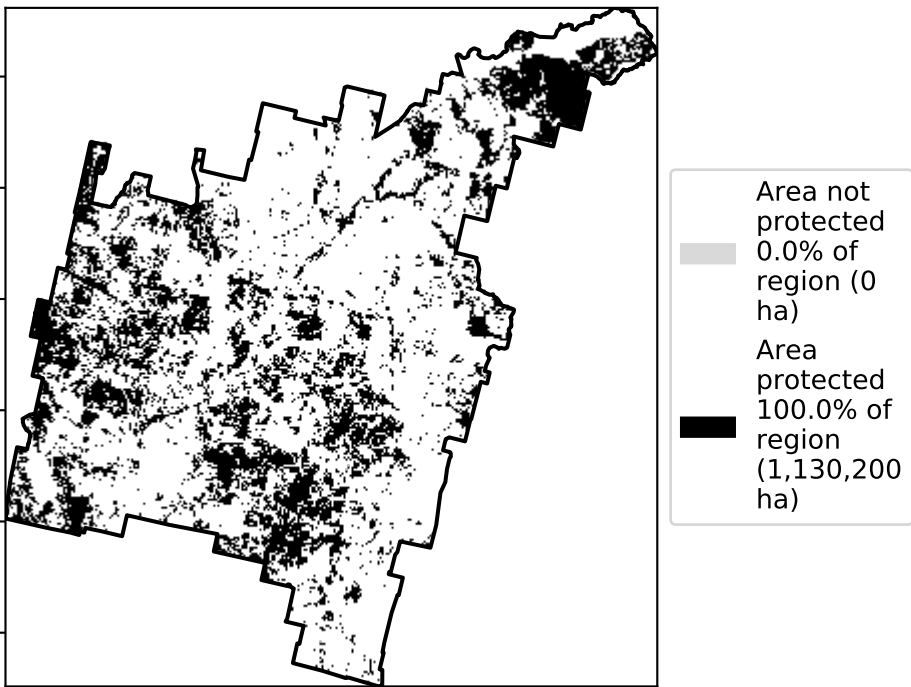 Area not
protected
0.0% of
region (0
ha)
Area
protected
100.0% of
region
(1,130,200
ha)